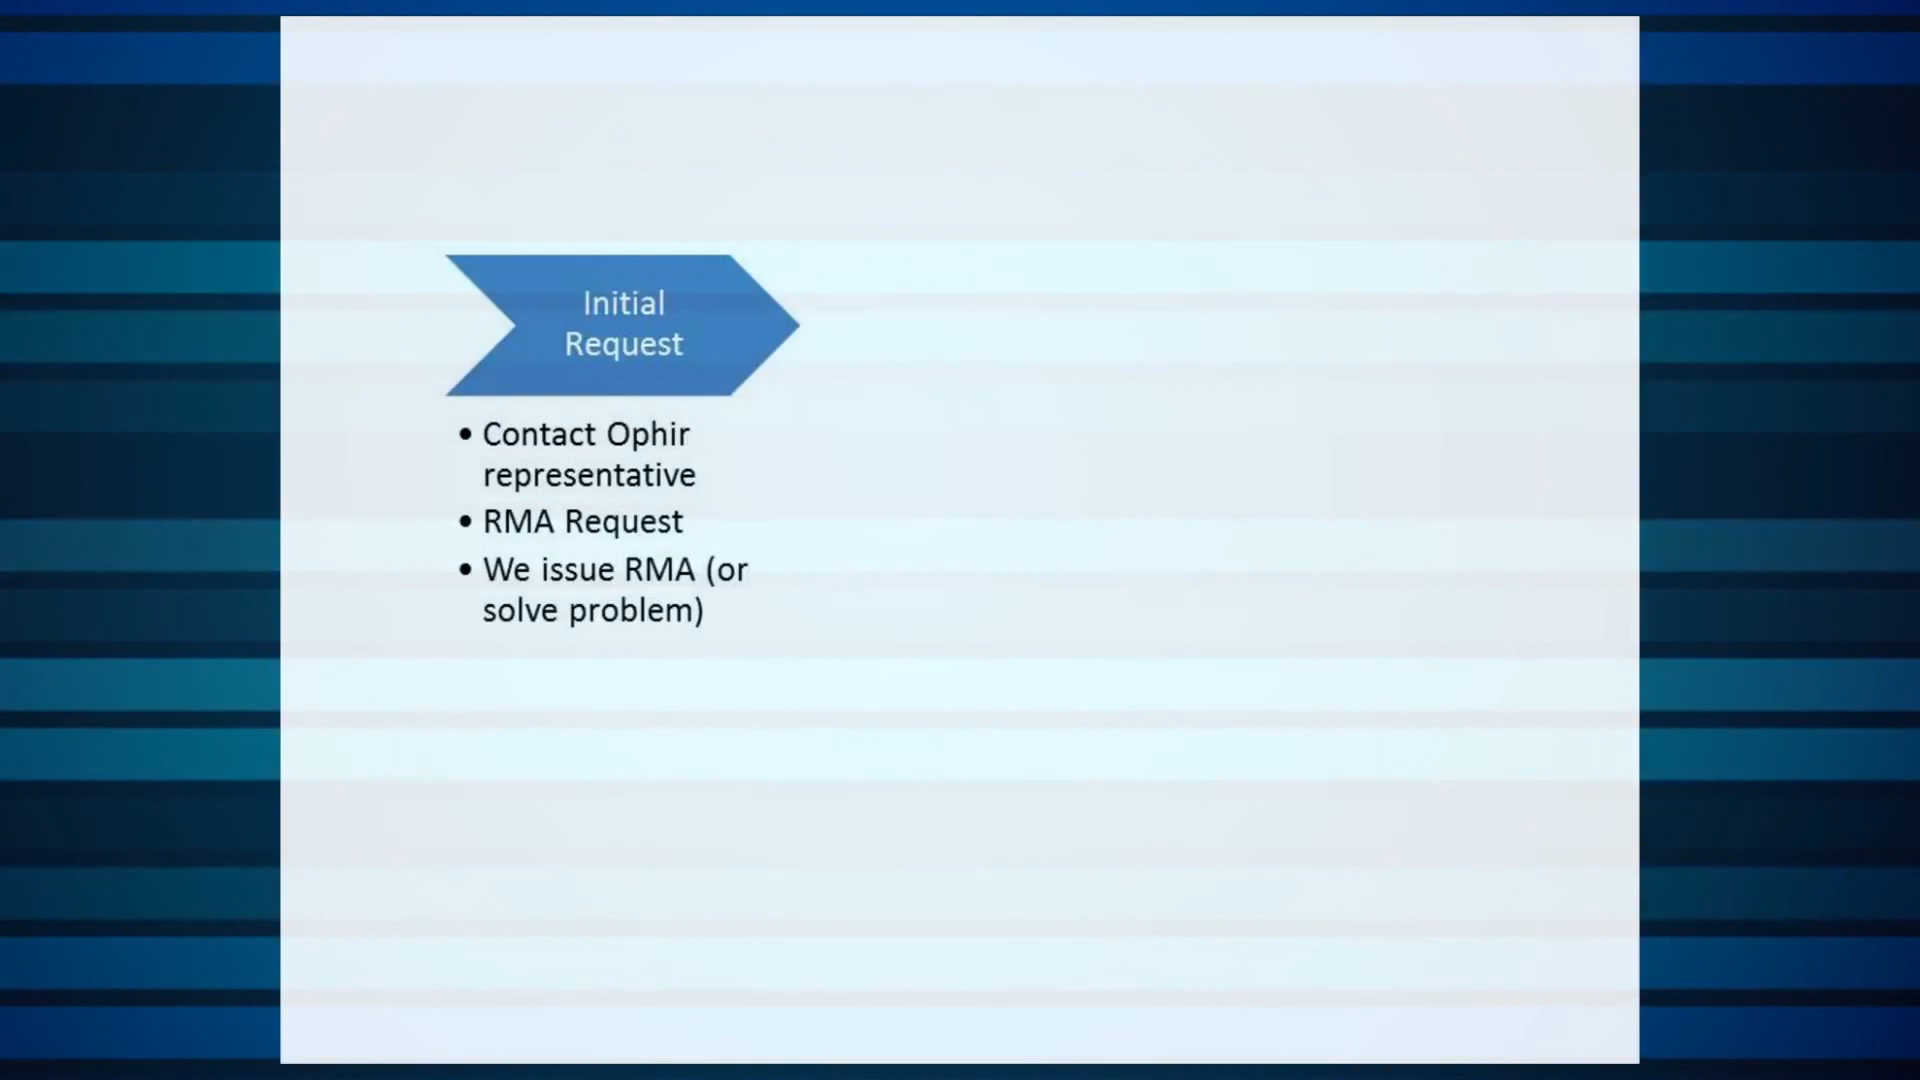 Initial
Request
• Contact Ophir
representative
• RMA Request
• We issue RMA (or
solve problem)